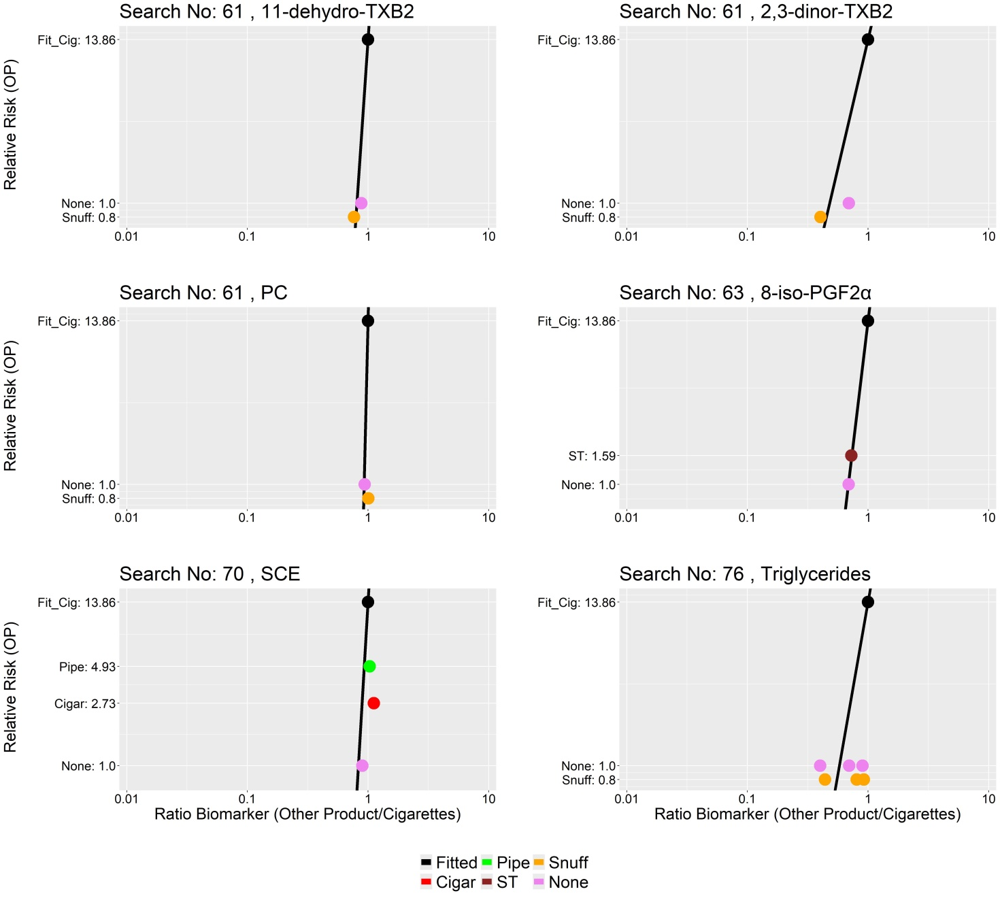 Search No: 61 , 11-dehydro-TXB2
Relative Risk (OP)
Fit_Cig: 13.86
None: 1.0
Snuff: 0.8
0.01 0.1 1 10
Search No: 61 , 2,3-dinor-TXB2
Fit_Cig: 13.86
None: 1.0
Snuff: 0.8
0.01 0.1 1 10
Search No: 61 , PC
Relative Risk (OP)
Fit_Cig: 13.86
None: 1.0
Snuff: 0.8
0.01 0.1 1 10
Search No: 63 , 8-iso-PGF2α
Fit_Cig: 13.86
ST: 1.59
None: 1.0
0.01 0.1 1 10
Search No: 70 , SCE
Relative Risk (OP)
Fit_Cig: 13.86
Pipe: 4.93
Cigar: 2.73
None: 1.0
0.01 0.1 1 10
Ratio Biomarker (Other Product/Cigarettes)
Search No: 76 , Triglycerides
Fit_Cig: 13.86
None: 1.0
Snuff: 0.8
0.01 0.1 1 10
Ratio Biomarker (Other Product/Cigarettes)
Fitted Pipe Snuff
Cigar ST None